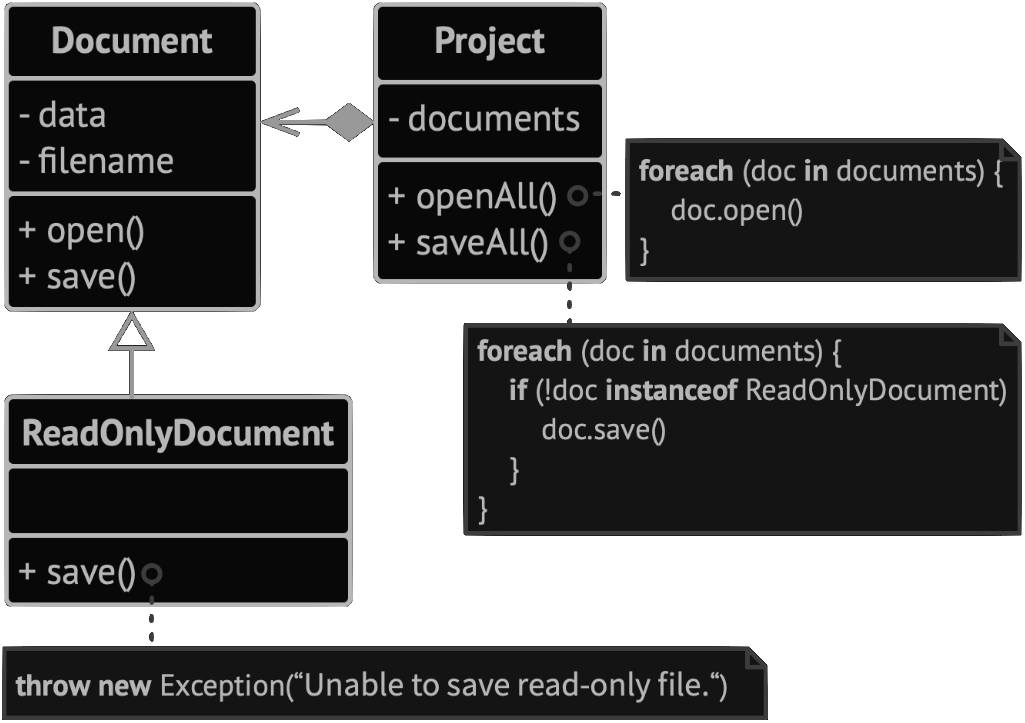 Document
- data
- filename
+ open()
+ save()
Project
- documents
+ openAll()
+ saveAll()
foreach (doc in documents) {
doc.open()
}
foreach (doc in documents) {
if (!doc instanceof ReadOnlyDocument)
doc.save()
}
}
ReadOnlyDocument
+ save()
throw new Exception(“Unable to save read-only file.“)